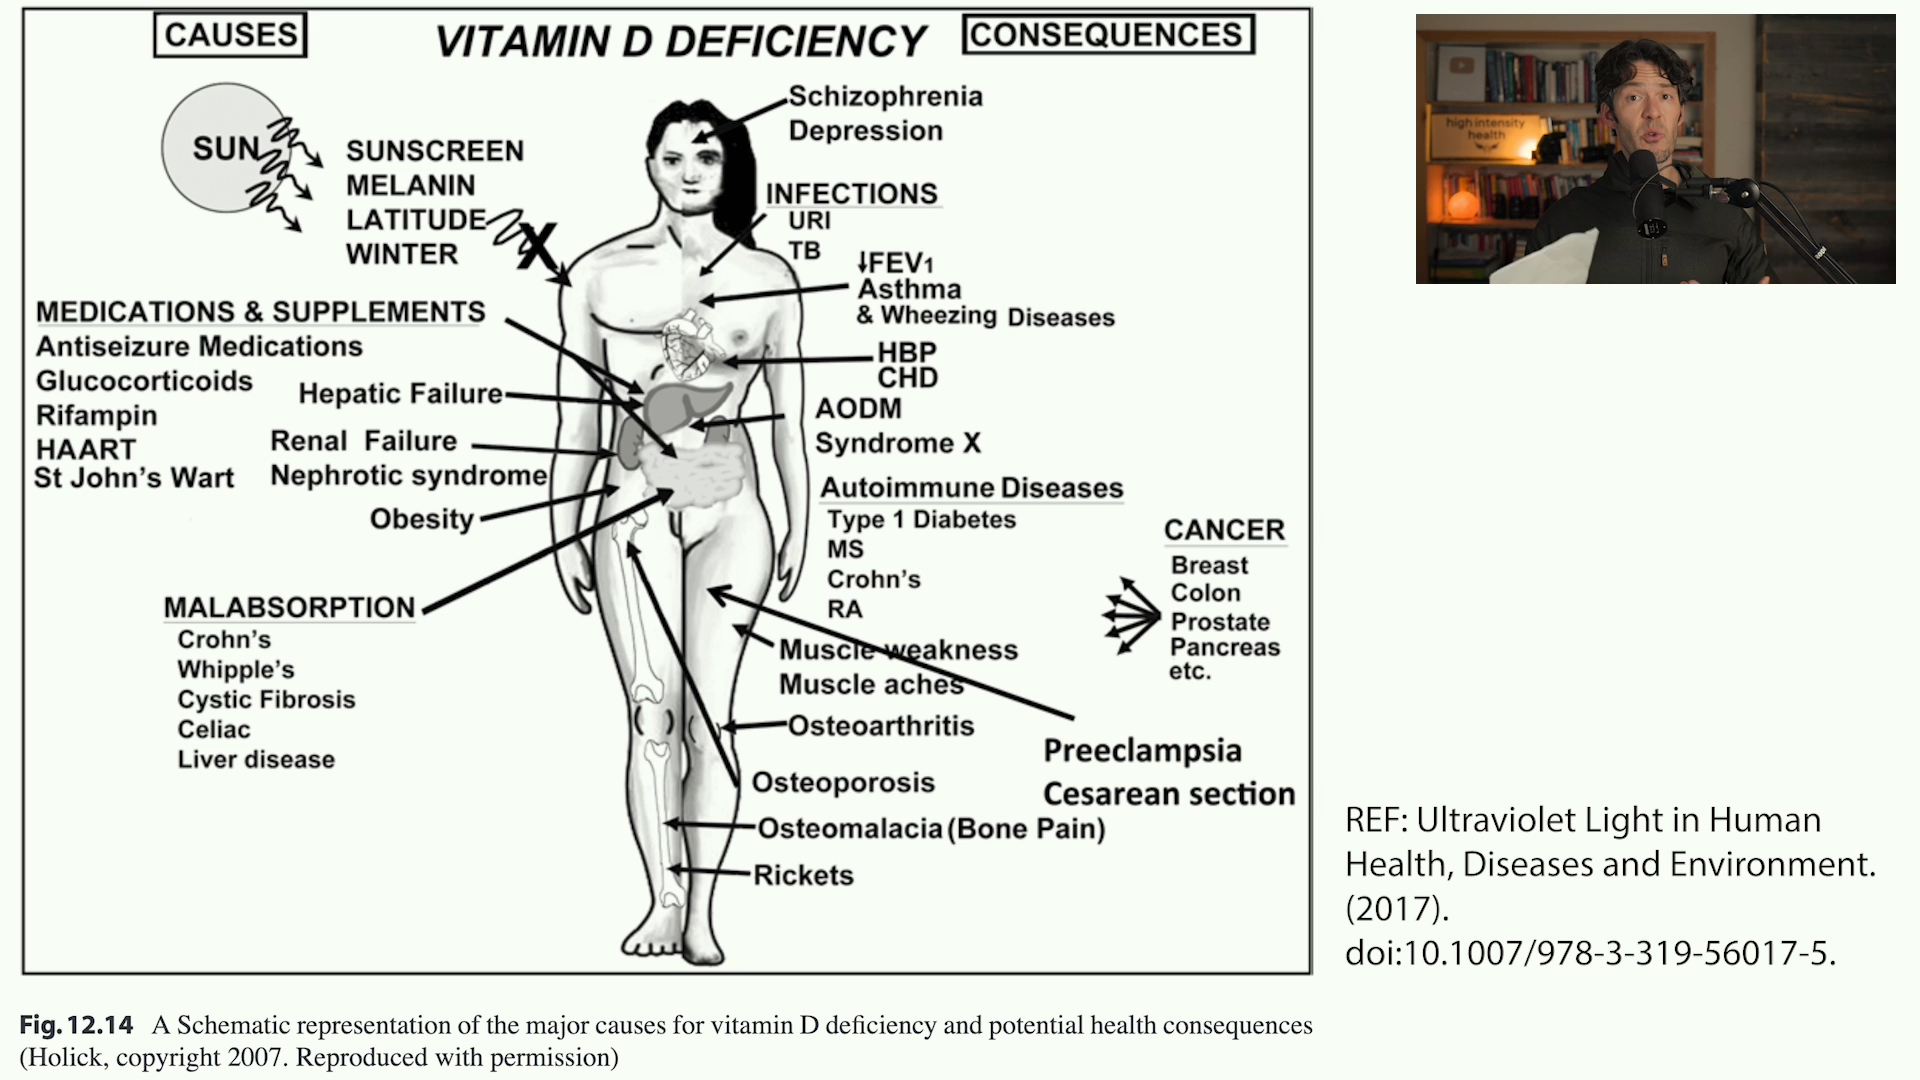 CAUSES
VITAMIN D DEFICIENCY
CONSEQUENCES
SUN
SUNSCREEN
MELANIN
LATITUDE
WINTER
X
MEDICATIONS & SUPPLEMENTS
Antiseizure Medications
Glucocorticoids
Rifampin
HAART
St John's Wart
Hepatic Failure
Renal Failure
Nephrotic syndrome
Obesity
MALABSORPTION
Crohn's
Whipple's
Cystic Fibrosis
Celiac
Liver disease
Schizophrenia
Depression
INFECTIONS
URI
TB
↓FEV₁
Asthma
& Wheezing Diseases
HBP
CHD
AODM
Syndrome X
Autoimmune Diseases
Type 1 Diabetes
MS
Crohn's
RA
CANCER
Breast
Colon
Prostate
Pancreas
etc.
Muscle weakness
Muscle aches
Osteoarthritis
Preeclampsia
Cesarean section
Osteoporosis
Osteomalacia (Bone Pain)
Rickets
high intensity
health
REF: Ultraviolet Light in Human
Health, Diseases and Environment.
(2017).
doi:10.1007/978-3-319-56017-5.
Fig. 12.14 A Schematic representation of the major causes for vitamin D deficiency and potential health consequences
(Holick, copyright 2007. Reproduced with permission)